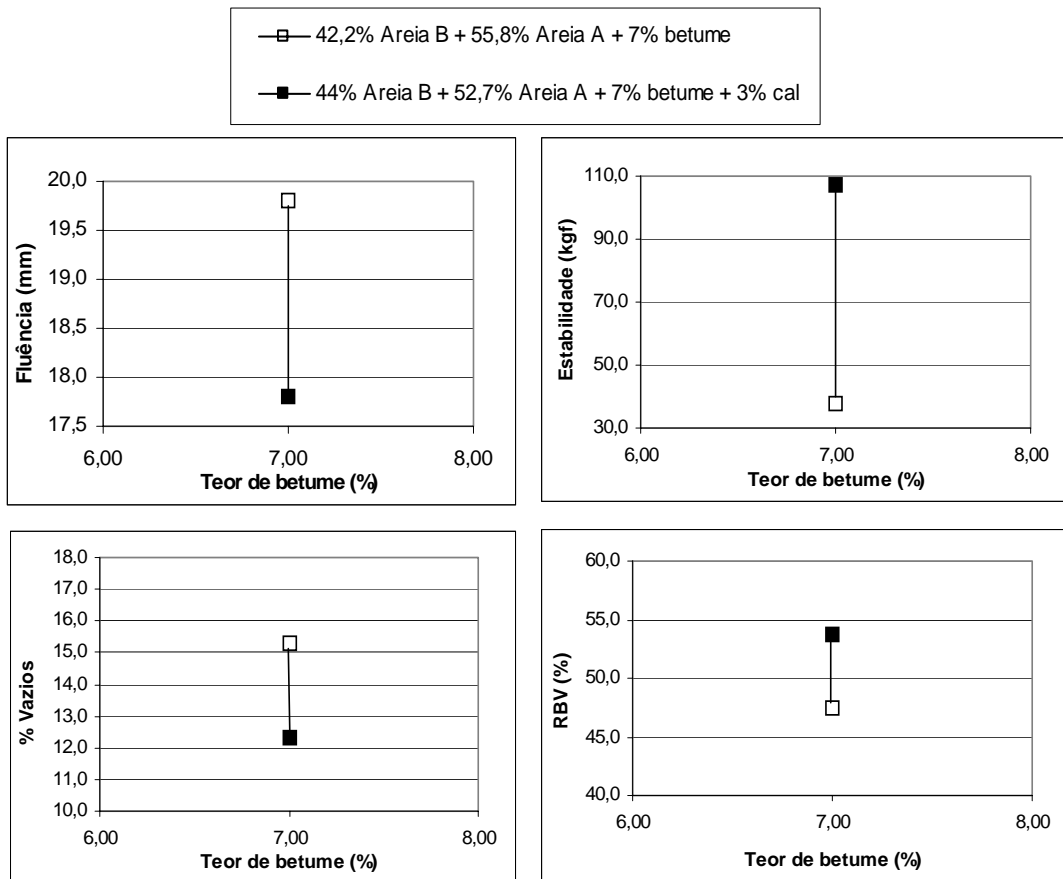 42,2% Areia B + 55,8% Areia A + 7% betume
44% Areia B + 52,7% Areia A + 7% betume + 3% cal
Fluência (mm)
20,0
19,5
19,0
18,5
18,0
17,5
6,00 7,00 8,00
Teor de betume (%)
Estabilidade (kgf)
110,0
90,0
70,0
50,0
30,0
6,00 7,00 8,00
Teor de betume (%)
% Vazios
18,0
17,0
16,0
15,0
14,0
13,0
12,0
11,0
10,0
6,00 7,00 8,00
Teor de betume (%)
RBV (%)
60,0
55,0
50,0
45,0
40,0
6,00 7,00 8,00
Teor de betume (%)